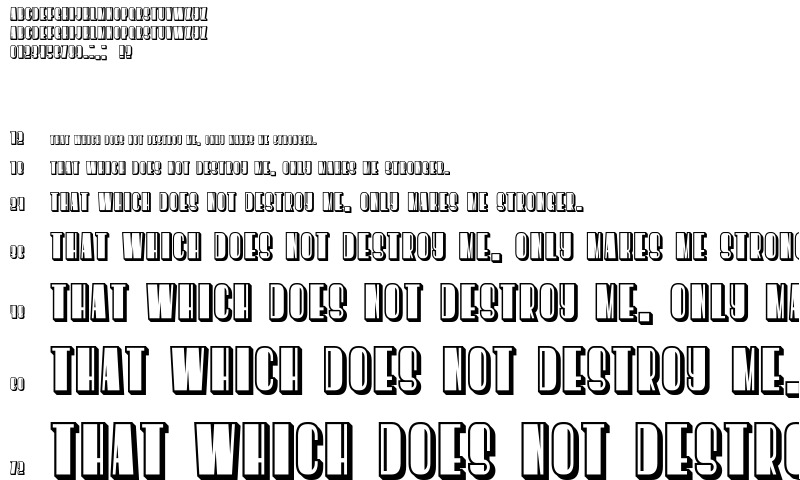 ABCDEFGHIJKLMNOPQRSTUVWXYZ
ABCDEFGHIJKLMNOPQRSTUVWXYZ
0123456789.:,; !?
12 THAT WHICH DOES NOT DESTROY ME, ONLY MAKES ME STRONGER.
18 THAT WHICH DOES NOT DESTROY ME, ONLY MAKES ME STRONGER.
24 THAT WHICH DOES NOT DESTROY ME, ONLY MAKES ME STRONGER.
36 THAT WHICH DOES NOT DESTROY ME, ONLY MAKES ME STRONG
48 THAT WHICH DOES NOT DESTROY ME, ONLY MA
60 THAT WHICH DOES NOT DESTROY ME,
72 THAT WHICH DOES NOT DESTRO